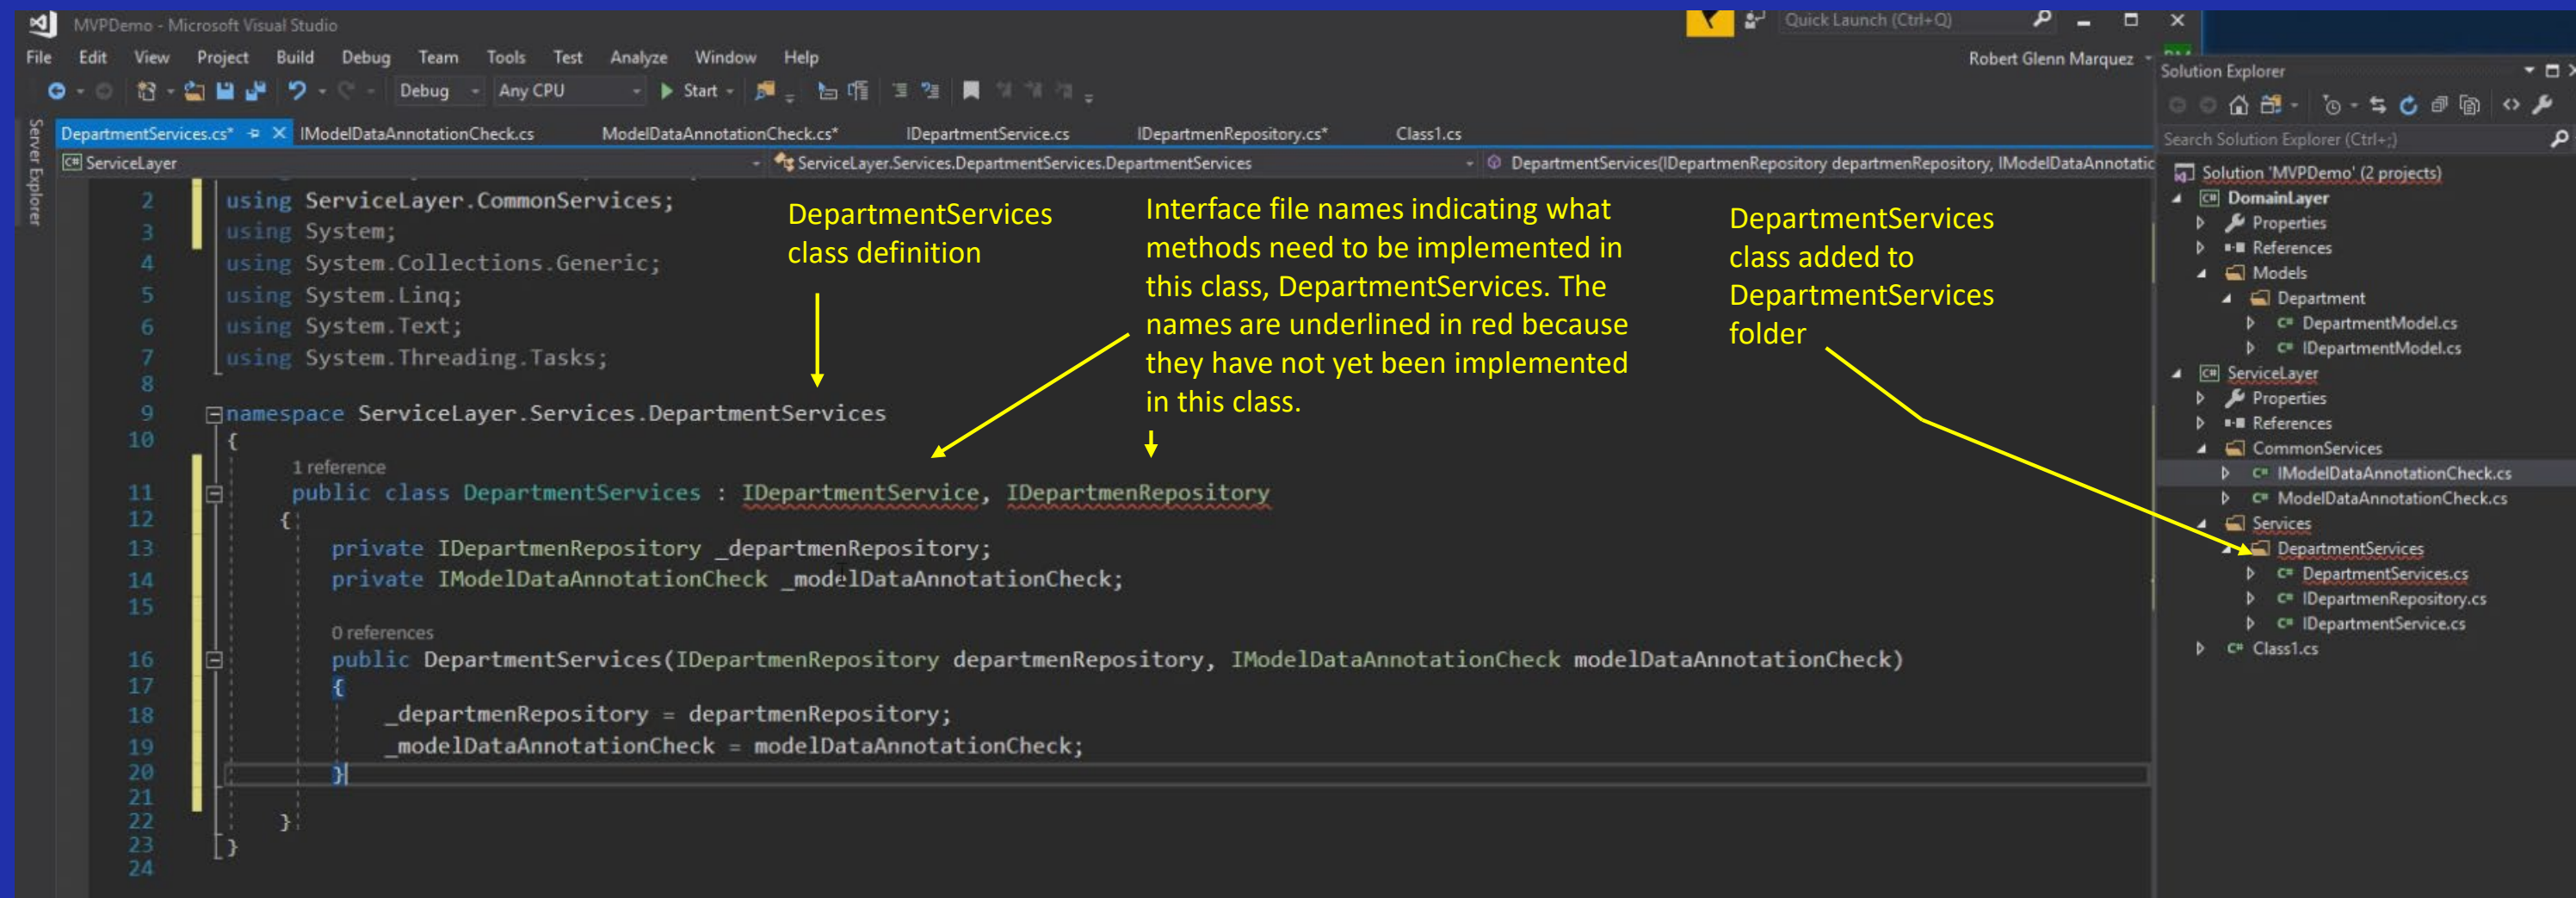 MVPDemo - Microsoft Visual Studio
Quick Launch (Ctrl+Q)
File Edit View Project Build Debug Team Tools Test Analyze Window Help
Robert Glenn Marquez
Debug Any CPU Start
Server Explorer
DepartmentServices.cs* IModelDataAnnotationCheck.cs ModelDataAnnotationCheck.cs* IDepartmentService.cs IDepartmenRepository.cs* Class1.cs
C# ServiceLayer ServiceLayer.Services.DepartmentServices.DepartmentServices DepartmentServices(IDepartmenRepository departmenRepository, IModelDataAnnotatic
2 using ServiceLayer.CommonServices;
3 using System;
4 using System.Collections.Generic;
5 using System.Linq;
6 using System.Text;
7 using System.Threading.Tasks;
8
9 namespace ServiceLayer.Services.DepartmentServices
10 {
1 reference
11 public class DepartmentServices : IDepartmentService, IDepartmenRepository
12 {
13 private IDepartmenRepository _departmenRepository;
14 private IModelDataAnnotationCheck _modelDataAnnotationCheck;
15
0 references
16 public DepartmentServices(IDepartmenRepository departmenRepository, IModelDataAnnotationCheck modelDataAnnotationCheck)
17 {
18 _departmenRepository = departmenRepository;
19 _modelDataAnnotationCheck = modelDataAnnotationCheck;
20 }
21
22 }
23 }
24
DepartmentServices
class definition
Interface file names indicating what
methods need to be implemented in
this class, DepartmentServices. The
names are underlined in red because
they have not yet been implemented
in this class.
DepartmentServices
class added to
DepartmentServices
folder
Solution Explorer
Search Solution Explorer (Ctrl+;)
Solution 'MVPDemo' (2 projects)
C# DomainLayer
Properties
References
Models
Department
C# DepartmentModel.cs
C# IDepartmentModel.cs
C# ServiceLayer
Properties
References
CommonServices
C# IModelDataAnnotationCheck.cs
C# ModelDataAnnotationCheck.cs
Services
DepartmentServices
C# DepartmentServices.cs
C# IDepartmenRepository.cs
C# IDepartmentService.cs
C# Class1.cs